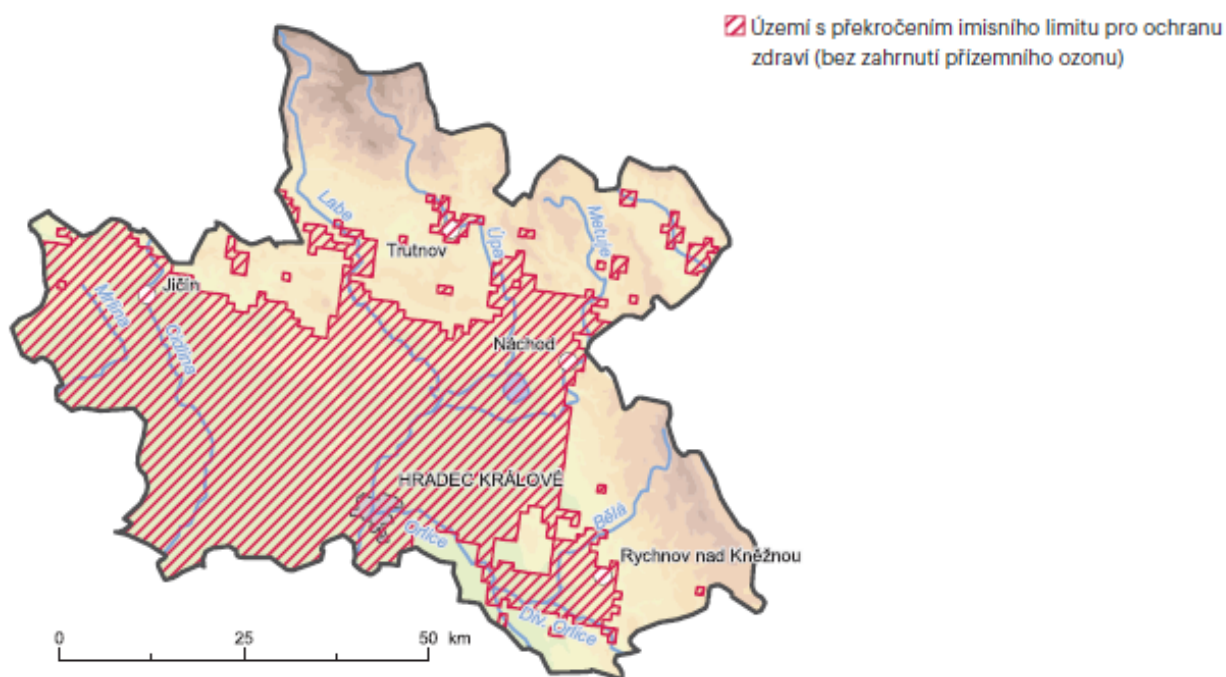 Území s překročením imisního limitu pro ochranu
zdraví (bez zahrnutí přízemního ozonu)
Labe
Úpa
Metuje
Trutnov
Jičín
Mrlina
Cidlina
Náchod
HRADEC KRÁLOVÉ
Orlice
Bělá
Rychnov nad Kněžnou
Div. Orlice
0 25 50 km